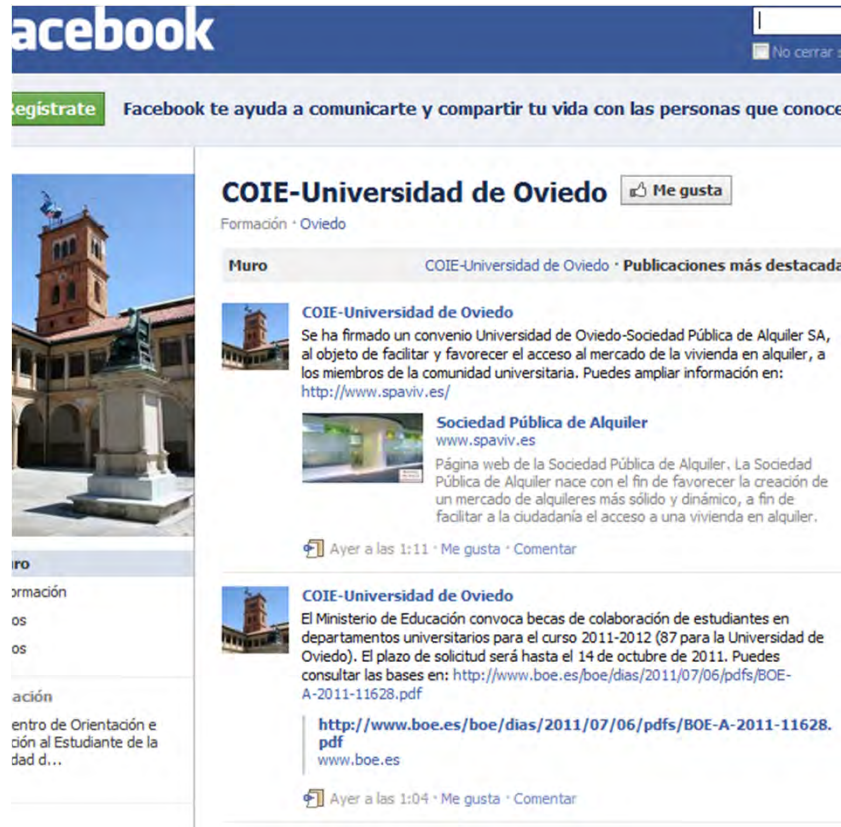 acebook
No cerrar s
Regístrate Facebook te ayuda a comunicarte y compartir tu vida con las personas que conoce
COIE-Universidad de Oviedo Me gusta
Formación · Oviedo
Muro COIE-Universidad de Oviedo · Publicaciones más destacada
COIE-Universidad de Oviedo
Se ha firmado un convenio Universidad de Oviedo-Sociedad Pública de Alquiler SA,
al objeto de facilitar y favorecer el acceso al mercado de la vivienda en alquiler, a
los miembros de la comunidad universitaria. Puedes ampliar información en:
http://www.spaviv.es/
Sociedad Pública de Alquiler
www.spaviv.es
Página web de la Sociedad Pública de Alquiler. La Sociedad
Pública de Alquiler nace con el fin de favorecer la creación de
un mercado de alquileres más sólido y dinámico, a fin de
facilitar a la ciudadanía el acceso a una vivienda en alquiler.
Ayer a las 1:11 · Me gusta · Comentar
COIE-Universidad de Oviedo
El Ministerio de Educación convoca becas de colaboración de estudiantes en
departamentos universitarios para el curso 2011-2012 (87 para la Universidad de
Oviedo). El plazo de solicitud será hasta el 14 de octubre de 2011. Puedes
consultar las bases en: http://www.boe.es/boe/dias/2011/07/06/pdfs/BOE-
A-2011-11628.pdf
http://www.boe.es/boe/dias/2011/07/06/pdfs/BOE-A-2011-11628.
pdf
www.boe.es
Ayer a las 1:04 · Me gusta · Comentar
ro
ormación
os
os
ación
entro de Orientación e
ción al Estudiante de la
dad d...